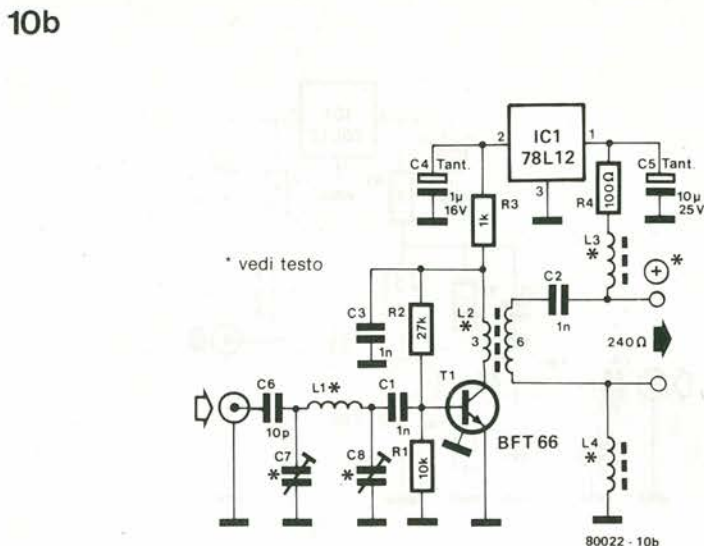 10b
IC1
78L12
2
1
3
C4 Tant.
1µ
16V
R3
1k
R4
100Ω
C5 Tant.
10µ
25V
* vedi testo
L3
*
+ *
C2
1n
240Ω
C3
1n
R2
27k
L2
*
3
6
T1
BFT 66
C6
10p
L1*
C1
1n
C7
*
C8
*
R1
10k
L4
*
80022 - 10b